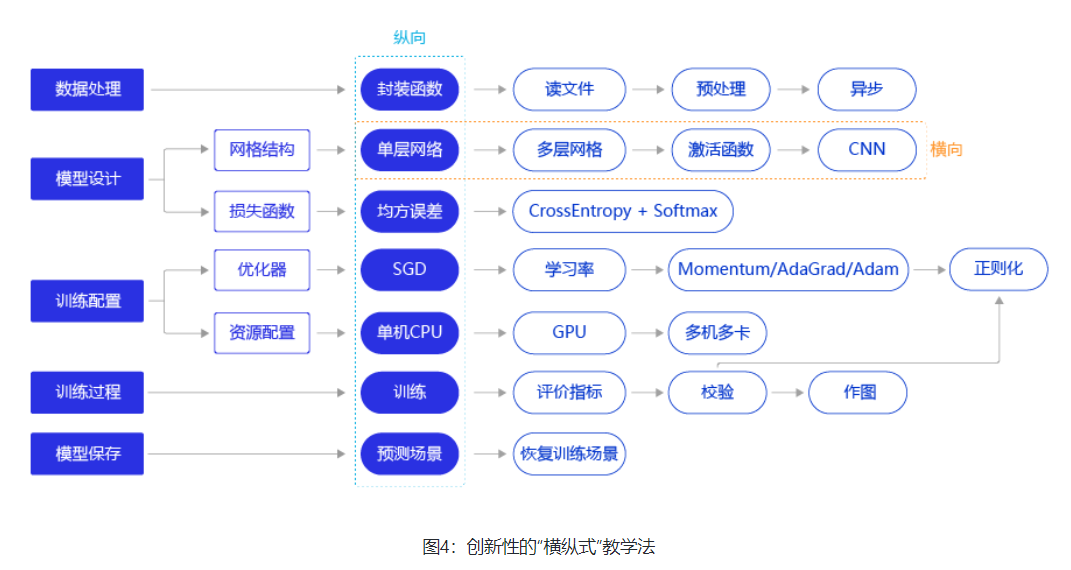 纵向
数据处理 封装函数 读文件 预处理 异步
网格结构 单层网络 多层网格 激活函数 CNN 横向
模型设计
损失函数 均方误差 CrossEntropy + Softmax
优化器 SGD 学习率 Momentum/AdaGrad/Adam 正则化
训练配置
资源配置 单机CPU GPU 多机多卡
训练过程 训练 评价指标 校验 作图
模型保存 预测场景 恢复训练场景
图4：创新性的“横纵式”教学法